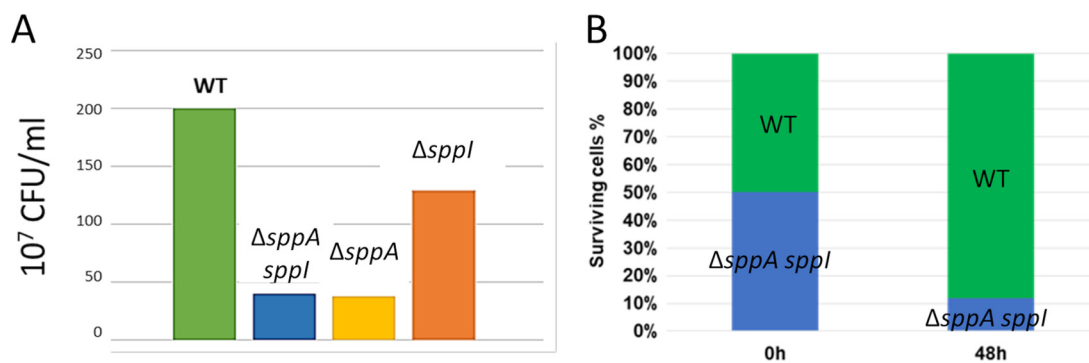 A
10⁷ CFU/ml
250
200
150
100
50
0
WT
ΔsppA
sppI
ΔsppA
ΔsppI
B
Surviving cells %
100%
90%
80%
70%
60%
50%
40%
30%
20%
10%
0%
WT
ΔsppA sppI
WT
ΔsppA sppI
0h
48h